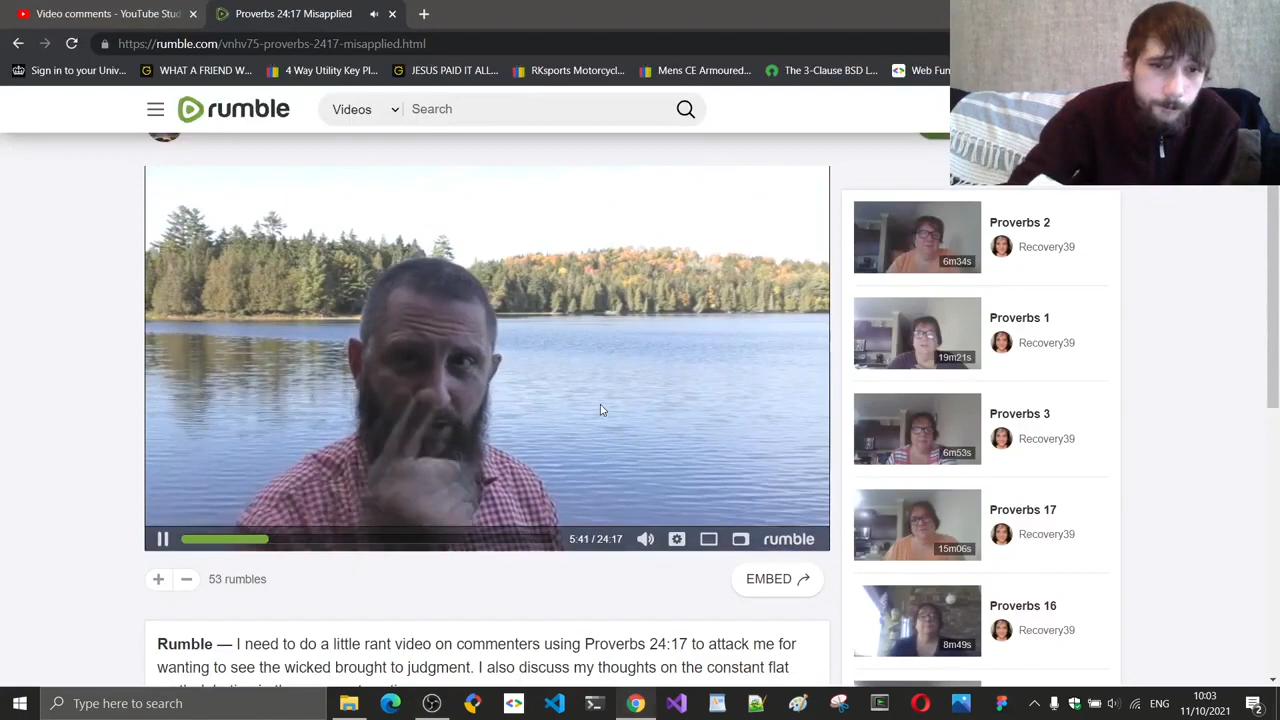 Video comments - YouTube Stud
Proverbs 24:17 Misapplied
https://rumble.com/vnhv75-proverbs-2417-misapplied.html
Sign in to your Univ...
WHAT A FRIEND W...
4 Way Utility Key Pl...
JESUS PAID IT ALL...
RKsports Motorcycl...
Mens CE Armoured...
The 3-Clause BSD L...
Web Fun
rumble
Videos
Search
Proverbs 2
Recovery39
6m34s
Proverbs 1
Recovery39
19m21s
Proverbs 3
Recovery39
6m53s
Proverbs 17
Recovery39
15m06s
Proverbs 16
Recovery39
8m49s
5:41 / 24:17
rumble
53 rumbles
EMBED
Rumble — I need to do a little rant video on commenters using Proverbs 24:17 to attack me for
wanting to see the wicked brought to judgment. I also discuss my thoughts on the constant flat
Type here to search
ENG
10:03
11/10/2021
2